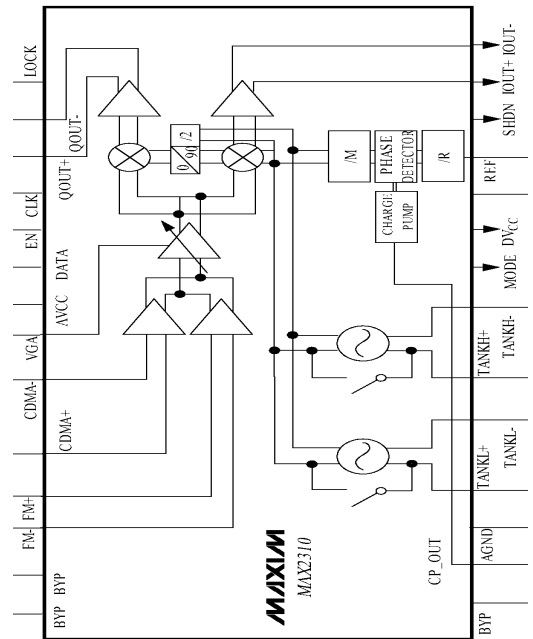 LOCK
QOUT-
QOUT+
CLK
EN
DATA
AVCC
VGA
CDMA-
CDMA+
FM+
FM-
BYP
BYP
BYP
/2
0
90
/M
PHASE
DETECTOR
/R
CHARGE
PUMP
MAXIM
MAX2310
IOUT-
IOUT+
SHDN
REF
DVCC
MODE
TANKH+
TANKH-
TANKL+
TANKL-
CP_OUT
AGND
BYP